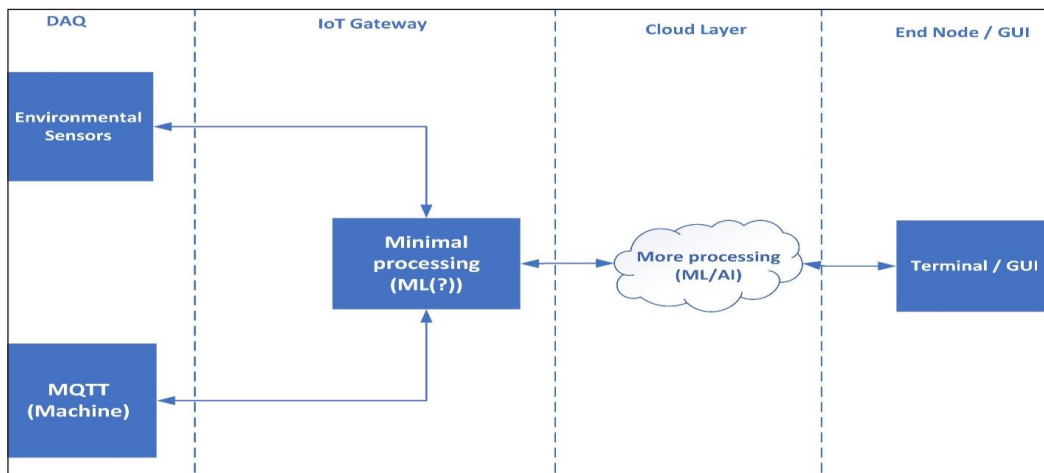 DAQ
IoT Gateway
Cloud Layer
End Node / GUI
Environmental
Sensors
Minimal
processing
(ML(?))
More processing
(ML/AI)
Terminal / GUI
MQTT
(Machine)